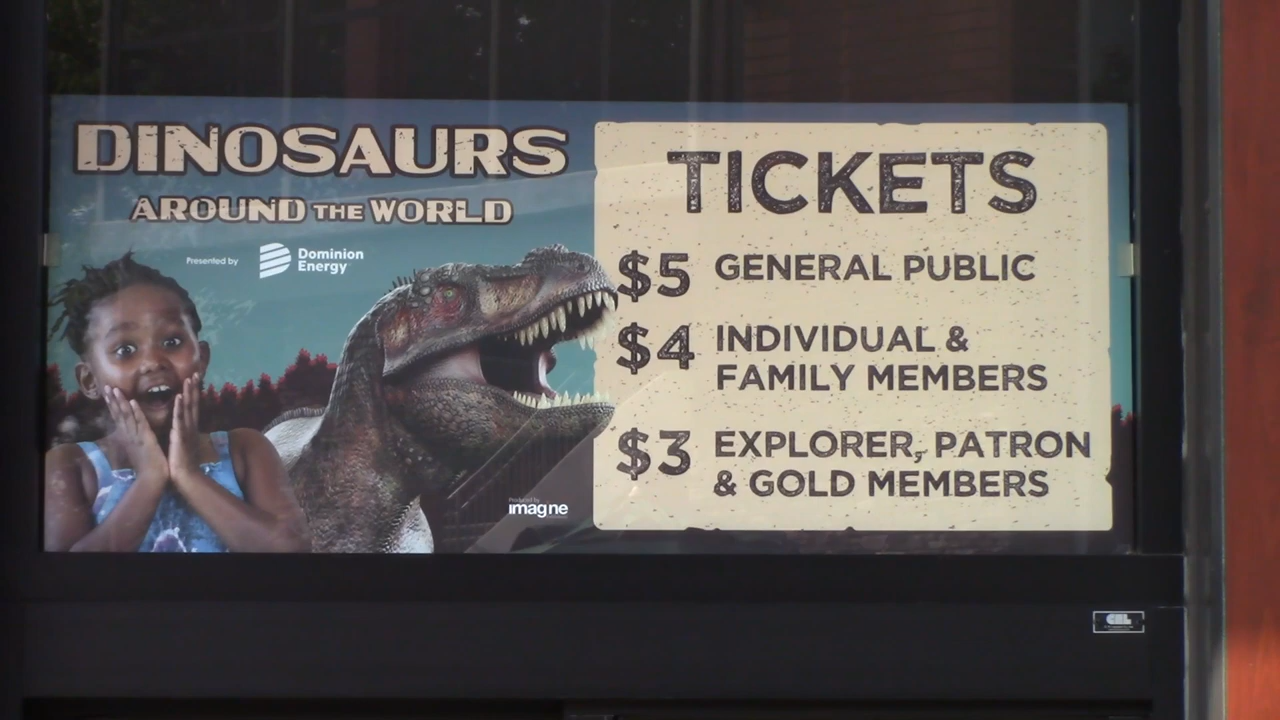 DINOSAURS
AROUND THE WORLD
Presented by
Dominion
Energy
Produced by
imagine
TICKETS
$5 GENERAL PUBLIC
$4 INDIVIDUAL &
FAMILY MEMBERS
$3 EXPLORER, PATRON
& GOLD MEMBERS